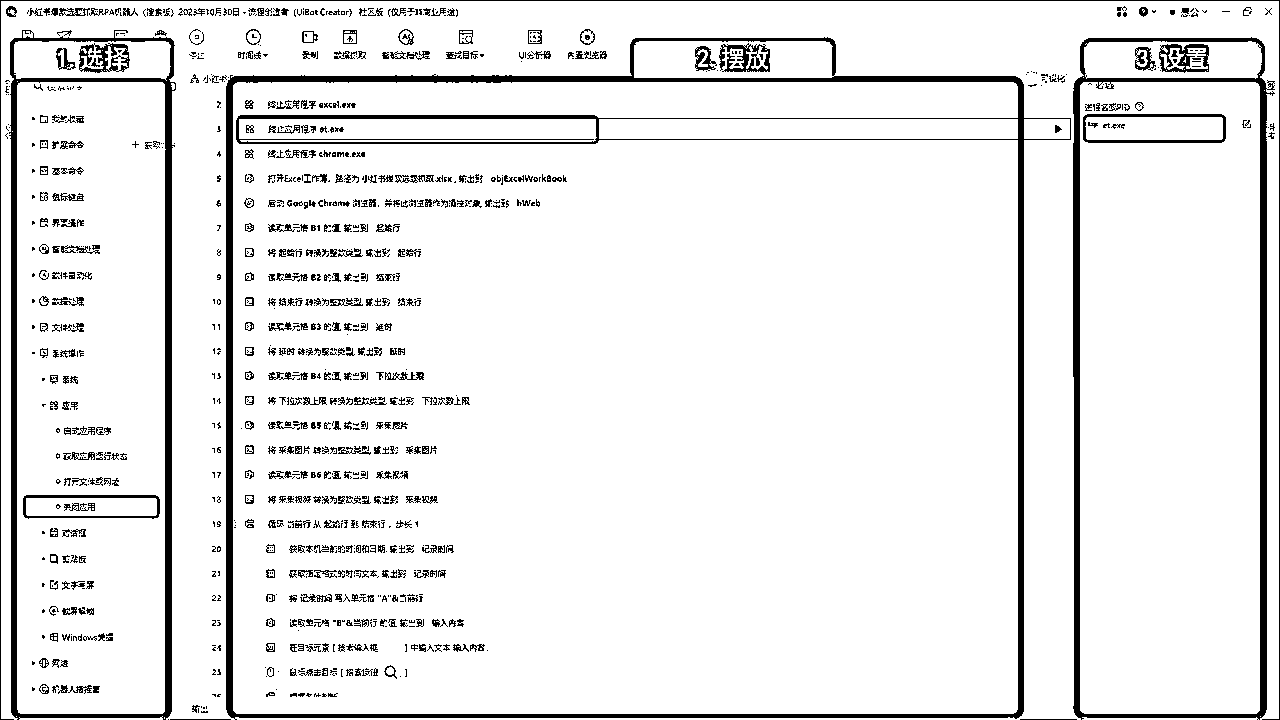 小红书爆款选题抓取RPA机器人（搜索板）2023年10月30日 - 流程创造者（UiBot Creator） 社区版（仅用于非商业用途）
时间线 录制 数据抓取 智能文档处理 查找目标 UI分析器 内置浏览器
1. 选择
2. 摆放
3. 设置
我的收藏
扩展命令
基本命令
鼠标键盘
界面操作
智能文档处理
软件自动化
数据处理
文件处理
系统操作
系统
应用
启动应用程序
获取应用运行状态
打开文件或网址
关闭应用
对话框
剪贴板
文字写屏
Windows凭据
网络
2 终止应用程序 excel.exe
3 终止应用程序 et.exe
4 终止应用程序 chrome.exe
5 打开Excel工作簿，路径为 小红书爆款选题抓取.xlsx , 输出到 objExcelWorkBook
6 启动 Google Chrome 浏览器，并将此浏览器作为操控对象, 输出到 hWeb
7 读取单元格 B1 的值, 输出到 起始行
8 将 起始行 转换为整数类型, 输出到 起始行
9 读取单元格 B2 的值, 输出到 结束行
10 将 结束行 转换为整数类型, 输出到 结束行
11 读取单元格 B3 的值, 输出到 延时
12 将 延时 转换为整数类型, 输出到 延时
13 读取单元格 B4 的值, 输出到 下拉次数上限
14 将 下拉次数上限 转换为整数类型, 输出到 下拉次数上限
15 读取单元格 B5 的值, 输出到 采集图片
16 将 采集图片 转换为整数类型, 输出到 采集图片
17 读取单元格 B6 的值, 输出到 采集视频
18 将 采集视频 转换为整数类型, 输出到 采集视频
19 循环 当前行 从 起始行 到 结束行 ，步长 1
20 获取本机当前的时间和日期, 输出到 记录时间
21 获取指定格式的时间文本, 输出到 记录时间
22 将 记录时间 写入单元格 "A"&当前行
23 读取单元格 "B"&当前行 的值, 输出到 输入内容
24 在目标元素 [ 搜索输入框 ] 中输入文本 输入内容.
25 鼠标点击目标 [ 搜索按钮 ]
输出
进程名或PID
et.exe